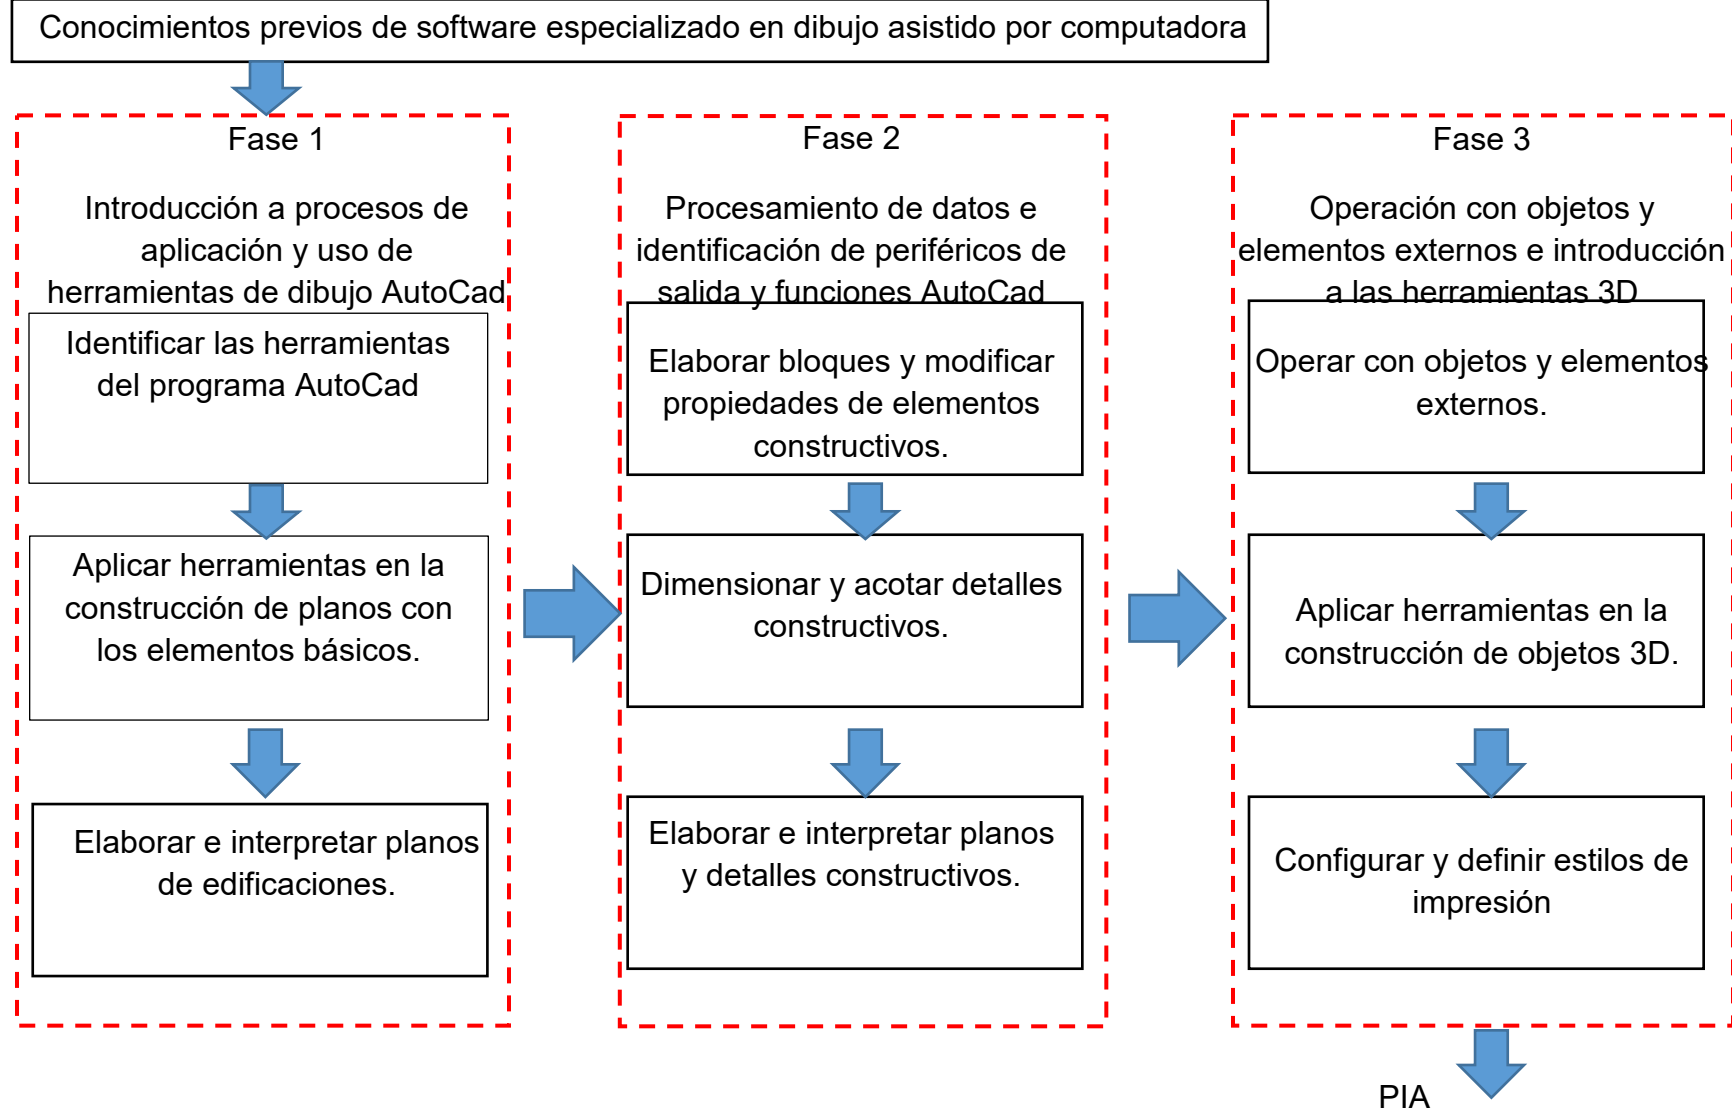 Conocimientos previos de software especializado en dibujo asistido por computadora
Fase 1
Introducción a procesos de
aplicación y uso de
herramientas de dibujo AutoCad
Identificar las herramientas
del programa AutoCad
Aplicar herramientas en la
construcción de planos con
los elementos básicos.
Elaborar e interpretar planos
de edificaciones.
Fase 2
Procesamiento de datos e
identificación de periféricos de
salida y funciones AutoCad
Elaborar bloques y modificar
propiedades de elementos
constructivos.
Dimensionar y acotar detalles
constructivos.
Elaborar e interpretar planos
y detalles constructivos.
Fase 3
Operación con objetos y
elementos externos e introducción
a las herramientas 3D
Operar con objetos y elementos
externos.
Aplicar herramientas en la
construcción de objetos 3D.
Configurar y definir estilos de
impresión
PIA